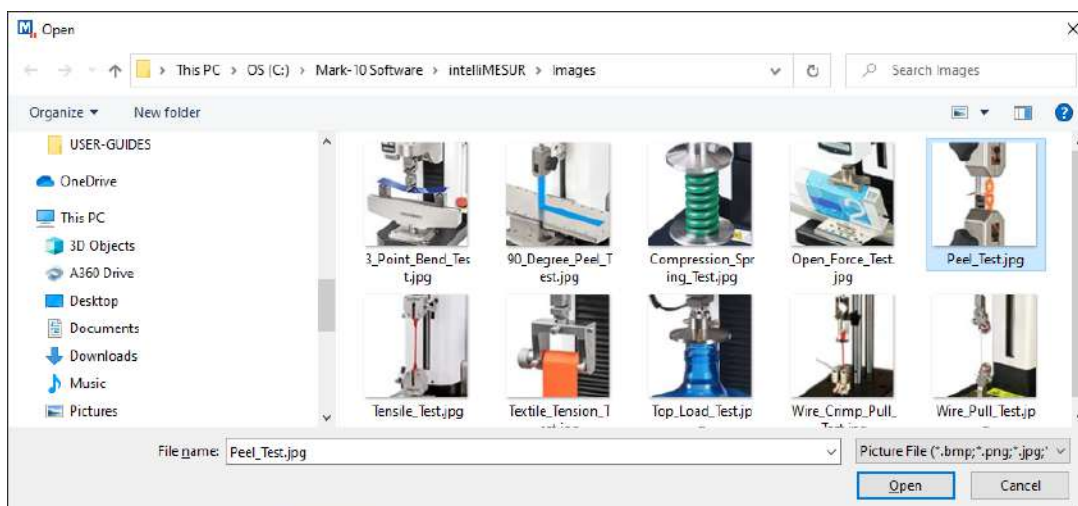 Open
This PC > OS (C:) > Mark-10 Software > intelliMESUR > Images
Search Images
Organize
New folder
USER-GUIDES
OneDrive
This PC
3D Objects
A360 Drive
Desktop
Documents
Downloads
Music
Pictures
3_Point_Bend_Tes
t.jpg
90_Degree_Peel_T
est.jpg
Compression_Spr
ing_Test.jpg
Open_Force_Test.
jpg
Peel_Test.jpg
Tensile_Test.jpg
Textile_Tension_T
Top_Load_Test.jp
Wire_Crimp_Pull_
Wire_Pull_Test.jp
File name: Peel_Test.jpg
Picture File (*.bmp;*.png;*.jpg;*
Open
Cancel